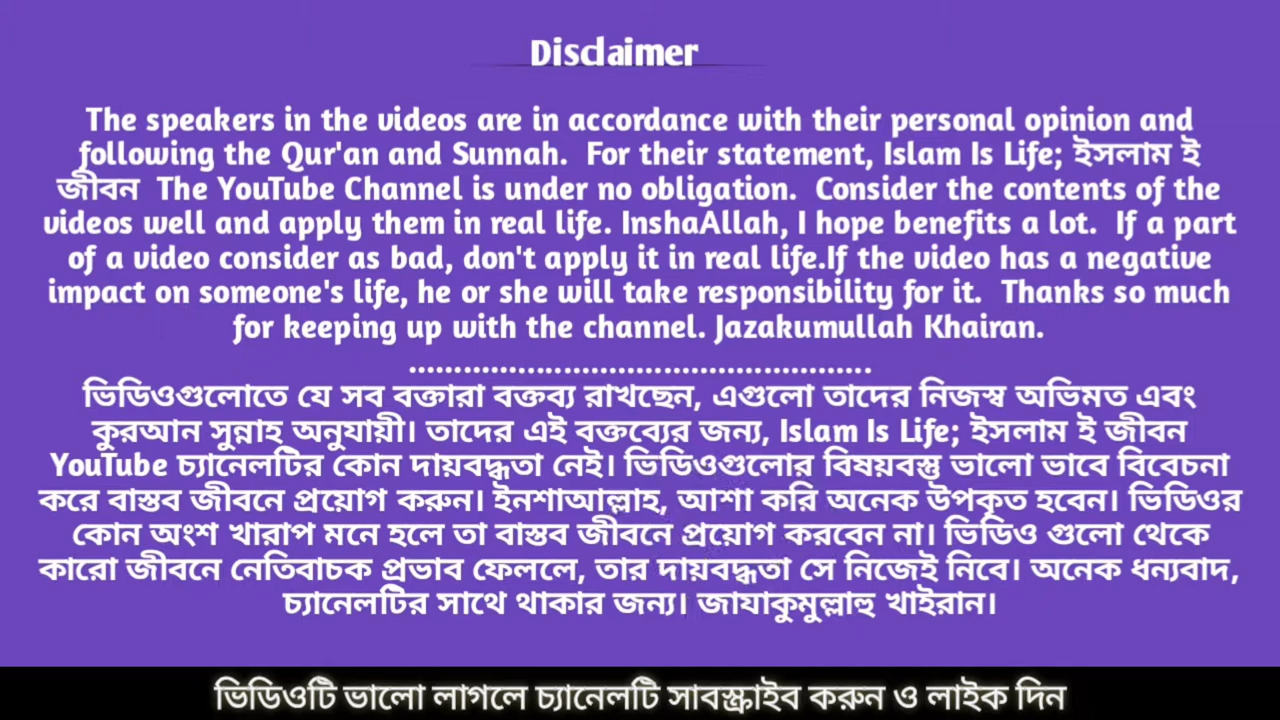 Disclaimer
The speakers in the videos are in accordance with their personal opinion and
following the Qur'an and Sunnah. For their statement, Islam Is Life; ইসলাম ই
জীবন The YouTube Channel is under no obligation. Consider the contents of the
videos well and apply them in real life. InshaAllah, I hope benefits a lot. If a part
of a video consider as bad, don't apply it in real life.If the video has a negative
impact on someone's life, he or she will take responsibility for it. Thanks so much
for keeping up with the channel. Jazakumullah Khairan.
..................................................
ভিডিওগুলোতে যে সব বক্তারা বক্তব্য রাখছেন, এগুলো তাদের নিজস্ব অভিমত এবং
কুরআন সুন্নাহ অনুযায়ী। তাদের এই বক্তব্যের জন্য, Islam Is Life; ইসলাম ই জীবন
YouTube চ্যানেলটির কোন দায়বদ্ধতা নেই। ভিডিওগুলোর বিষয়বস্তু ভালো ভাবে বিবেচনা
করে বাস্তব জীবনে প্রয়োগ করুন। ইনশাআল্লাহ, আশা করি অনেক উপকৃত হবেন। ভিডিওর
কোন অংশ খারাপ মনে হলে তা বাস্তব জীবনে প্রয়োগ করবেন না। ভিডিও গুলো থেকে
কারো জীবনে নেতিবাচক প্রভাব ফেললে, তার দায়বদ্ধতা সে নিজেই নিবে। অনেক ধন্যবাদ,
চ্যানেলটির সাথে থাকার জন্য। জাযাকুমুল্লাহু খাইরান।
ভিডিওটি ভালো লাগলে চ্যানেলটি সাবস্ক্রাইব করুন ও লাইক দিন